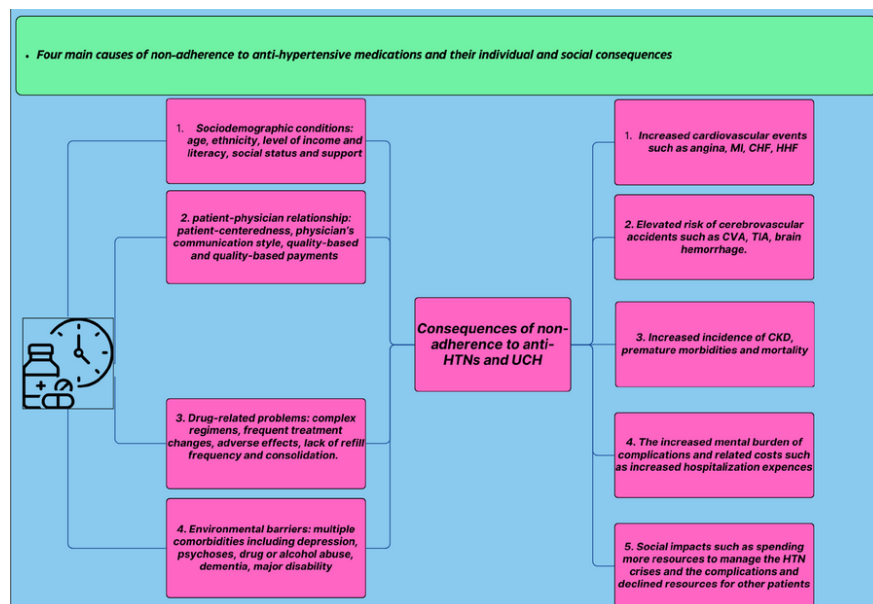 • Four main causes of non-adherence to anti-hypertensive medications and their individual and social consequences
1. Sociodemographic conditions:
age, ethnicity, level of income and
literacy, social status and support
2. patient-physician relationship:
patient-centeredness, physician's
communication style, quality-based
and quality-based payments
3. Drug-related problems: complex
regimens, frequent treatment
changes, adverse effects, lack of refill
frequency and consolidation.
4. Environmental barriers: multiple
comorbidities including depression,
psychoses, drug or alcohol abuse,
dementia, major disability
Consequences of non-
adherence to anti-
HTNs and UCH
1. Increased cardiovascular events
such as angina, MI, CHF, HHF
2. Elevated risk of cerebrovascular
accidents such as CVA, TIA, brain
hemorrhage.
3. Increased incidence of CKD,
premature morbidities and mortality
4. The increased mental burden of
complications and related costs such
as increased hospitalization expences
5. Social impacts such as spending
more resources to manage the HTN
crises and the complications and
declined resources for other patients